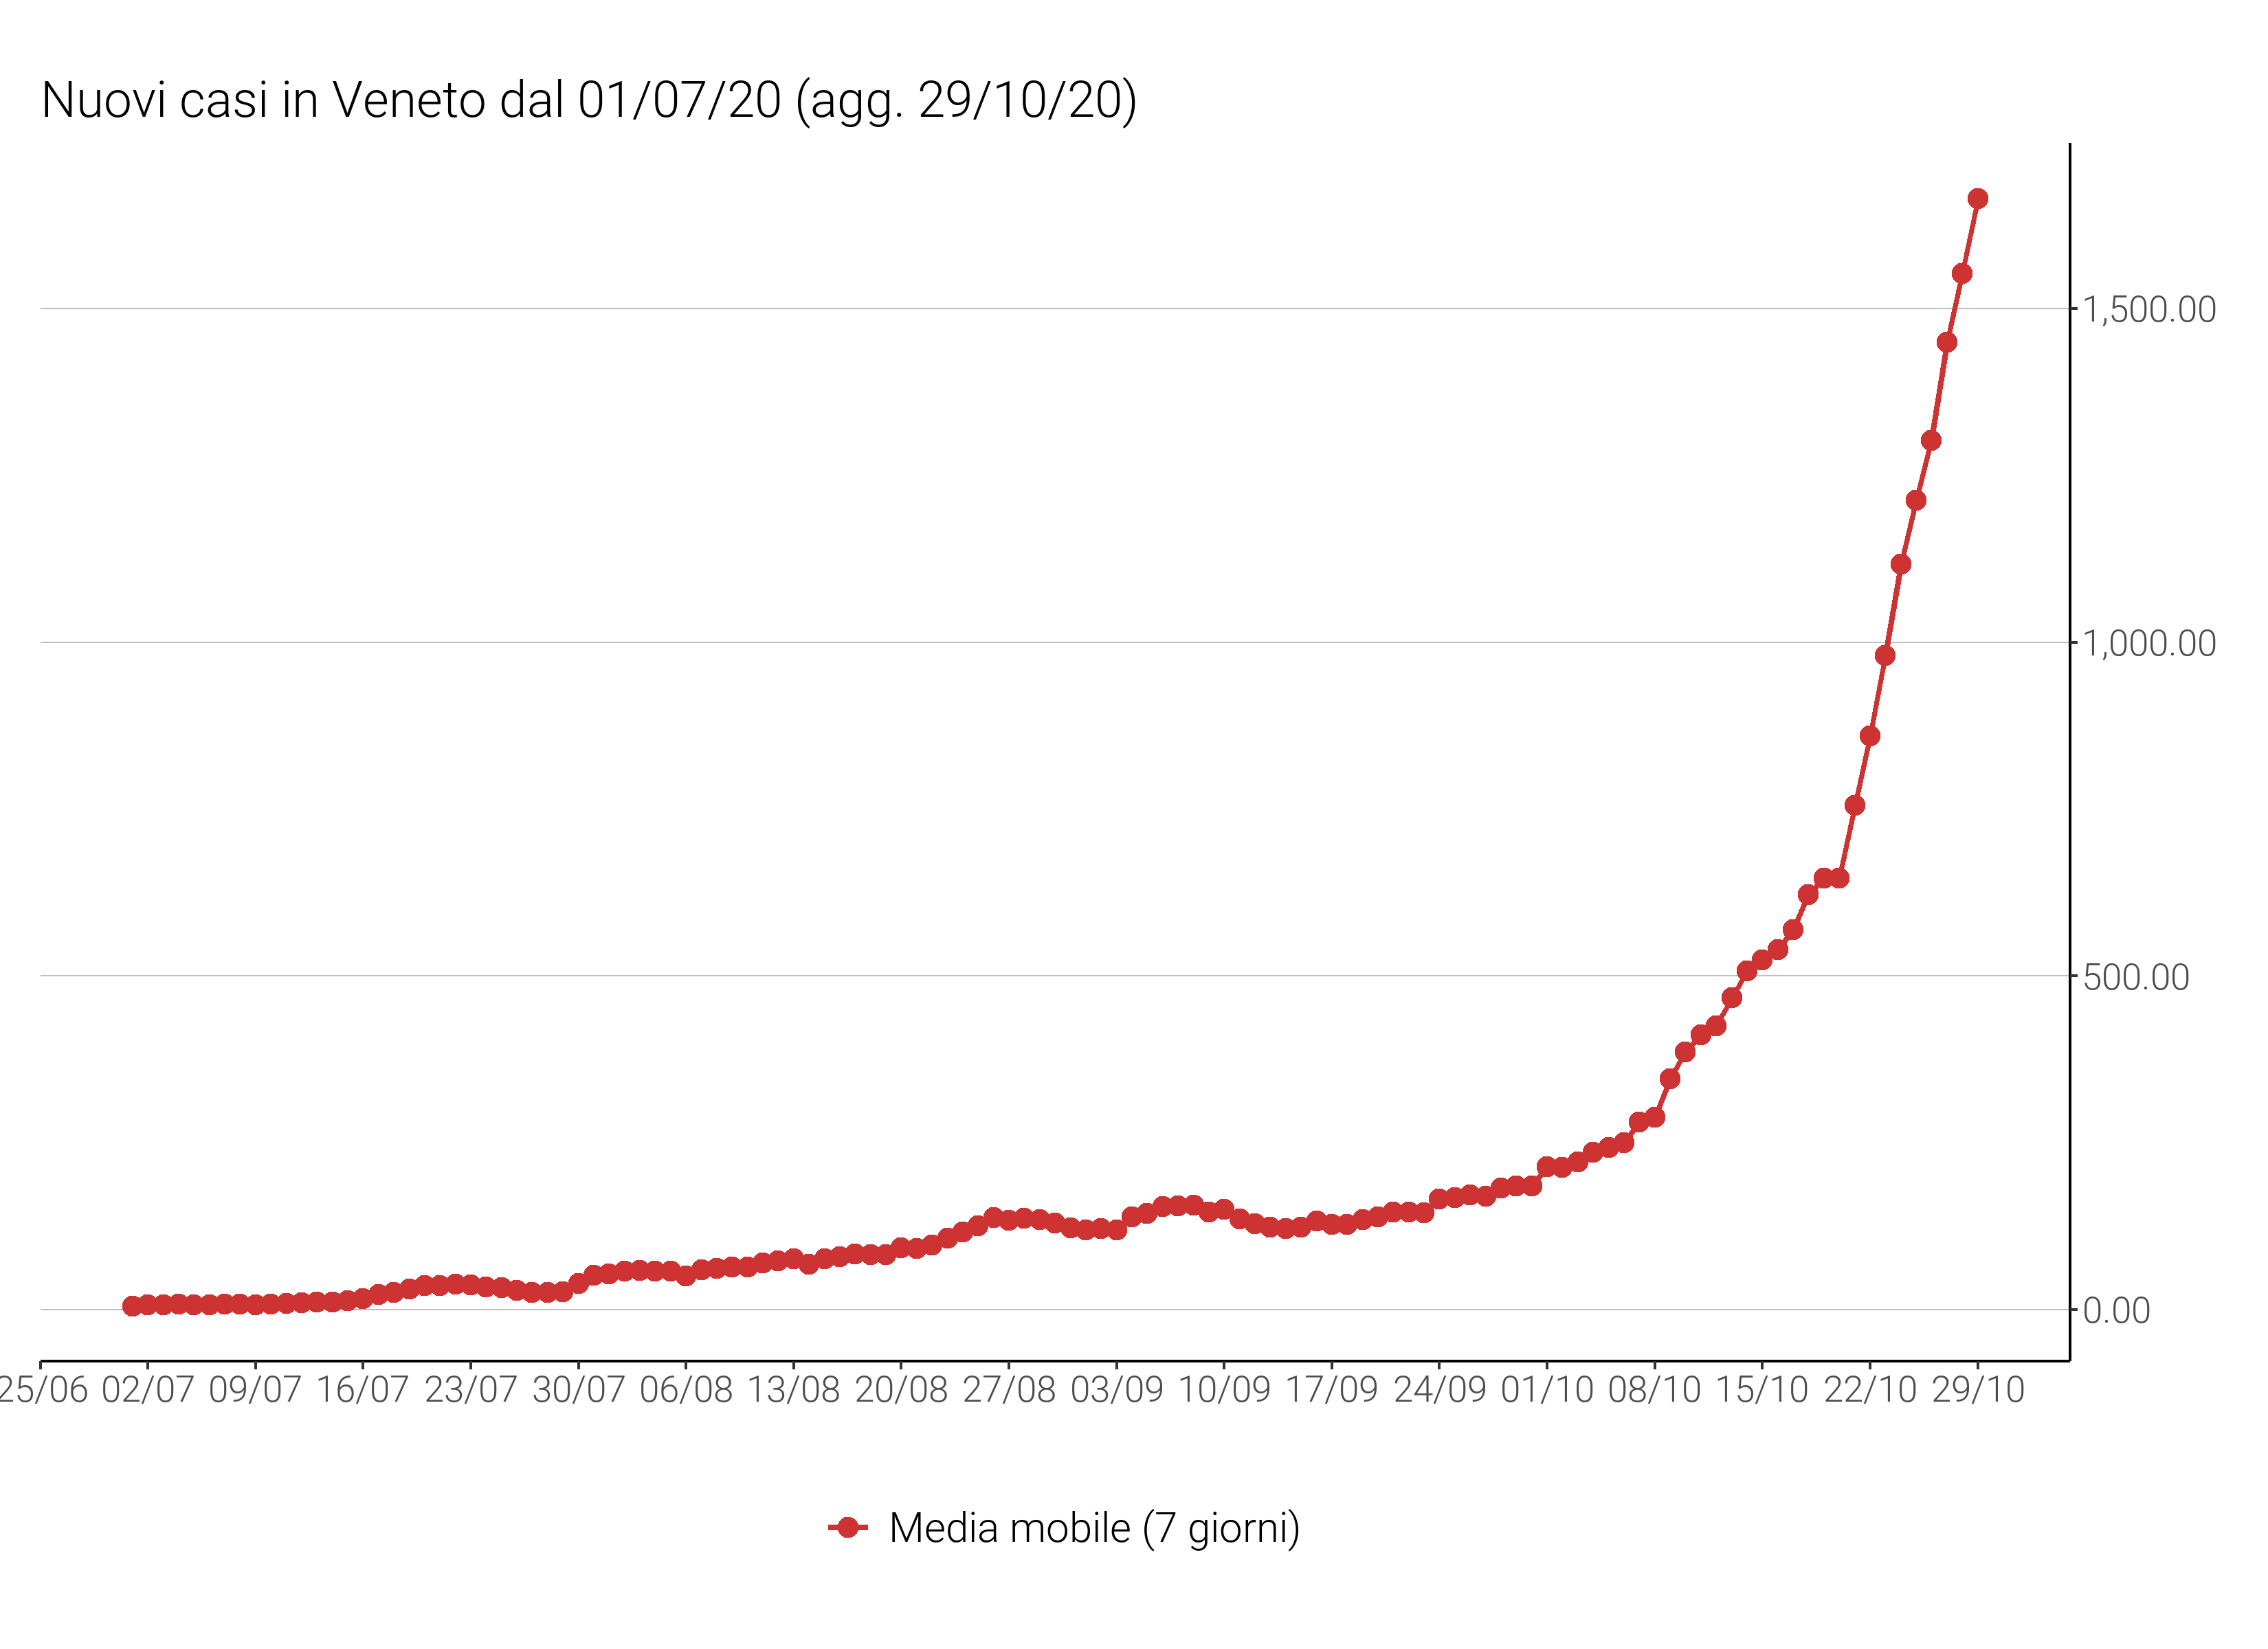 Nuovi casi in Veneto dal 01/07/20 (agg. 29/10/20)
1,500.00
1,000.00
500.00
0.00
25/06 02/07 09/07 16/07 23/07 30/07 06/08 13/08 20/08 27/08 03/09 10/09 17/09 24/09 01/10 08/10 15/10 22/10 29/10
Media mobile (7 giorni)